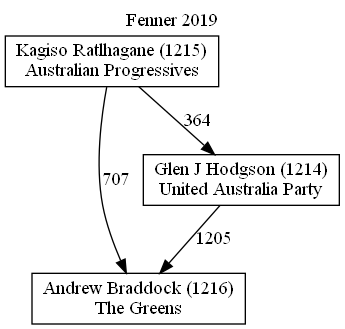 Fenner 2019
Kagiso Ratlhagane (1215)
Australian Progressives
364
Glen J Hodgson (1214)
United Australia Party
707
1205
Andrew Braddock (1216)
The Greens